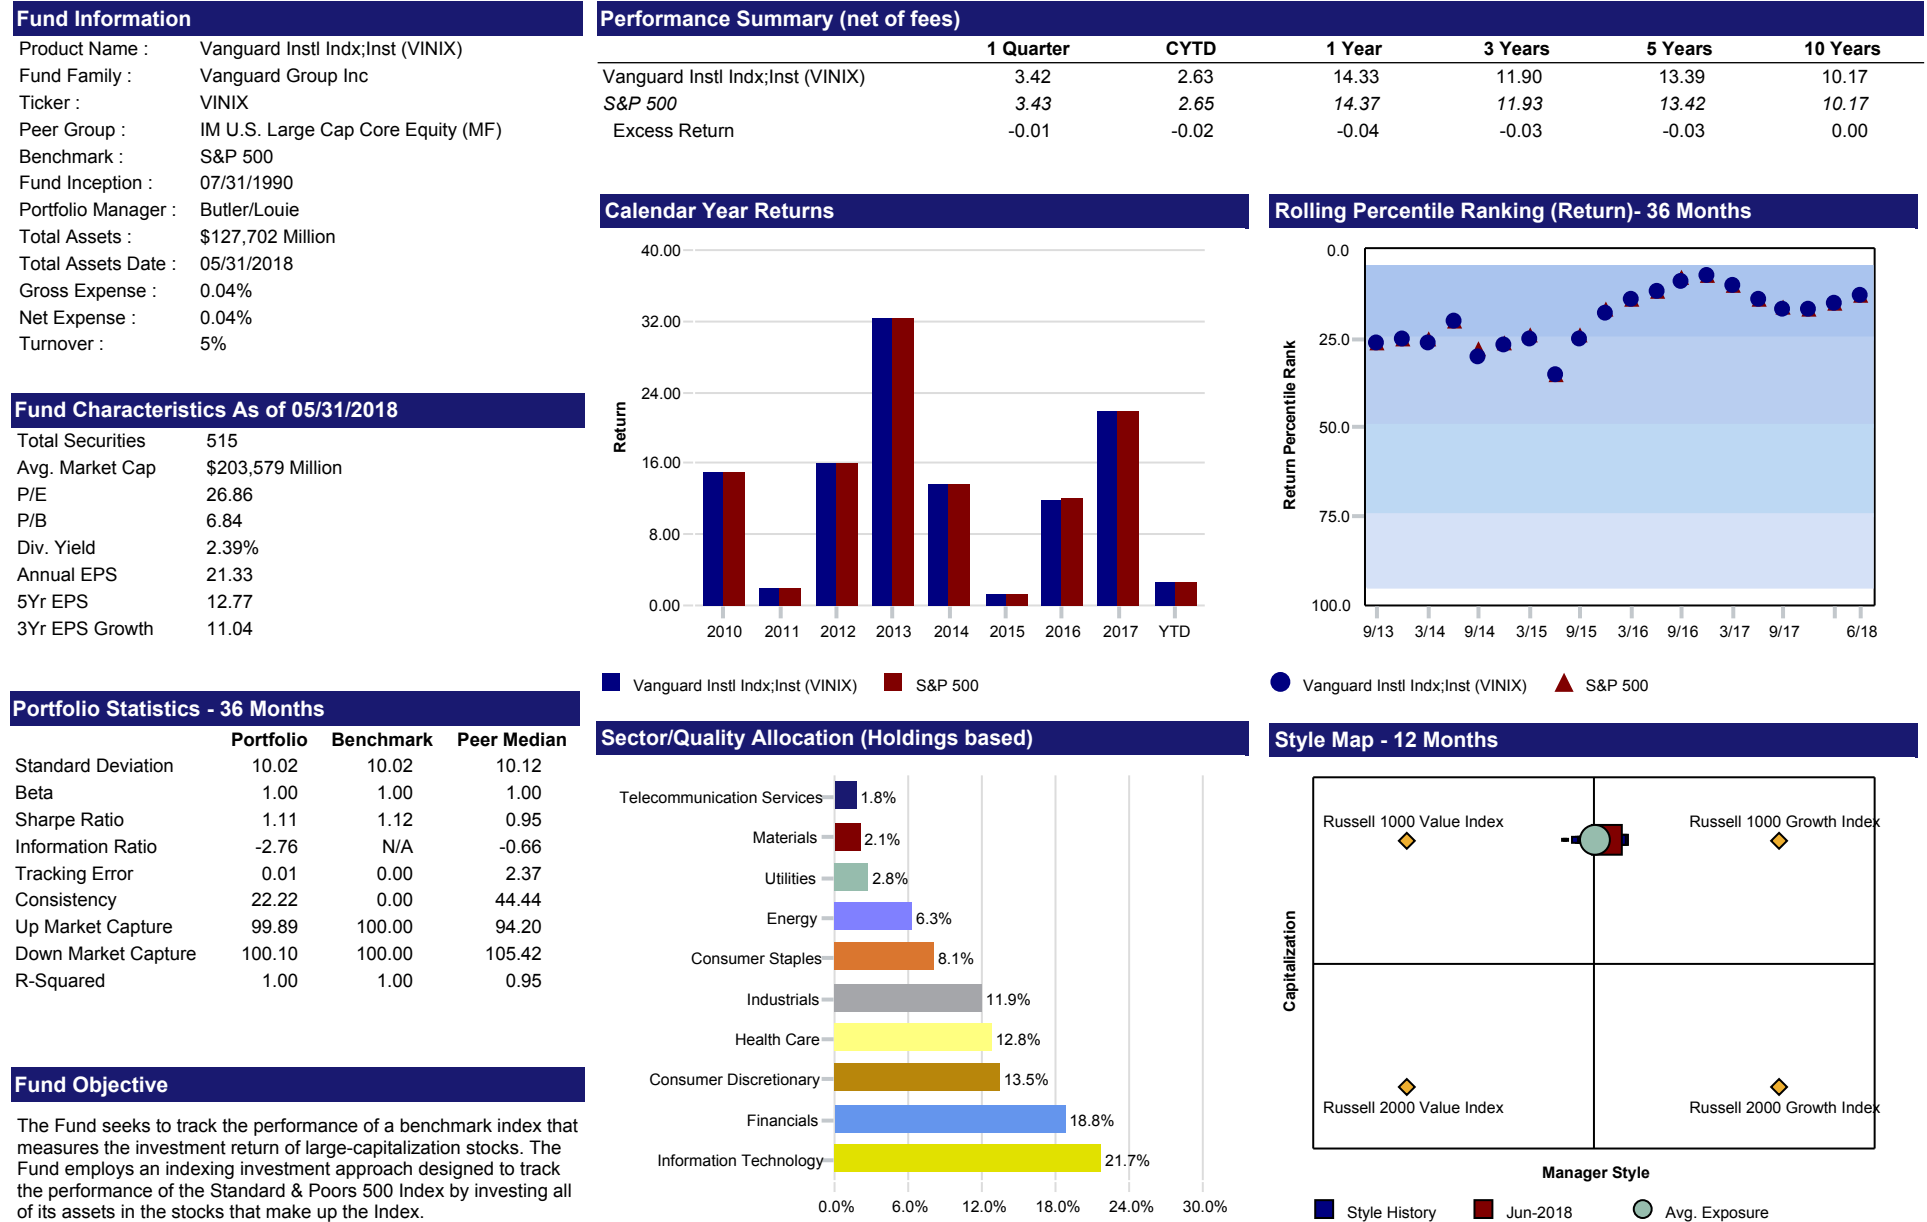 Fund Information
Product Name : Vanguard Instl Indx;Inst (VINIX)
Fund Family : Vanguard Group Inc
Ticker : VINIX
Peer Group : IM U.S. Large Cap Core Equity (MF)
Benchmark : S&P 500
Fund Inception : 07/31/1990
Portfolio Manager : Butler/Louie
Total Assets : $127,702 Million
Total Assets Date : 05/31/2018
Gross Expense : 0.04%
Net Expense : 0.04%
Turnover : 5%
Fund Characteristics As of 05/31/2018
Total Securities 515
Avg. Market Cap $203,579 Million
P/E 26.86
P/B 6.84
Div. Yield 2.39%
Annual EPS 21.33
5Yr EPS 12.77
3Yr EPS Growth 11.04
Portfolio Statistics - 36 Months
Portfolio Benchmark Peer Median
Standard Deviation 10.02 10.02 10.12
Beta 1.00 1.00 1.00
Sharpe Ratio 1.11 1.12 0.95
Information Ratio -2.76 N/A -0.66
Tracking Error 0.01 0.00 2.37
Consistency 22.22 0.00 44.44
Up Market Capture 99.89 100.00 94.20
Down Market Capture 100.10 100.00 105.42
R-Squared 1.00 1.00 0.95
Fund Objective
The Fund seeks to track the performance of a benchmark index that
measures the investment return of large-capitalization stocks. The
Fund employs an indexing investment approach designed to track
the performance of the Standard & Poors 500 Index by investing all
of its assets in the stocks that make up the Index.
Performance Summary (net of fees)
1 Quarter CYTD 1 Year 3 Years 5 Years 10 Years
Vanguard Instl Indx;Inst (VINIX) 3.42 2.63 14.33 11.90 13.39 10.17
S&P 500 3.43 2.65 14.37 11.93 13.42 10.17
Excess Return -0.01 -0.02 -0.04 -0.03 -0.03 0.00
Calendar Year Returns
Return
40.00
32.00
24.00
16.00
8.00
0.00
2010 2011 2012 2013 2014 2015 2016 2017 YTD
Vanguard Instl Indx;Inst (VINIX) S&P 500
Rolling Percentile Ranking (Return)- 36 Months
Return Percentile Rank
0.0
25.0
50.0
75.0
100.0
9/13 3/14 9/14 3/15 9/15 3/16 9/16 3/17 9/17 6/18
Vanguard Instl Indx;Inst (VINIX) S&P 500
Sector/Quality Allocation (Holdings based)
Telecommunication Services 1.8%
Materials 2.1%
Utilities 2.8%
Energy 6.3%
Consumer Staples 8.1%
Industrials 11.9%
Health Care 12.8%
Consumer Discretionary 13.5%
Financials 18.8%
Information Technology 21.7%
0.0% 6.0% 12.0% 18.0% 24.0% 30.0%
Style Map - 12 Months
Capitalization
Russell 1000 Value Index Russell 1000 Growth Index
Russell 2000 Value Index Russell 2000 Growth Index
Manager Style
Style History Jun-2018 Avg. Exposure